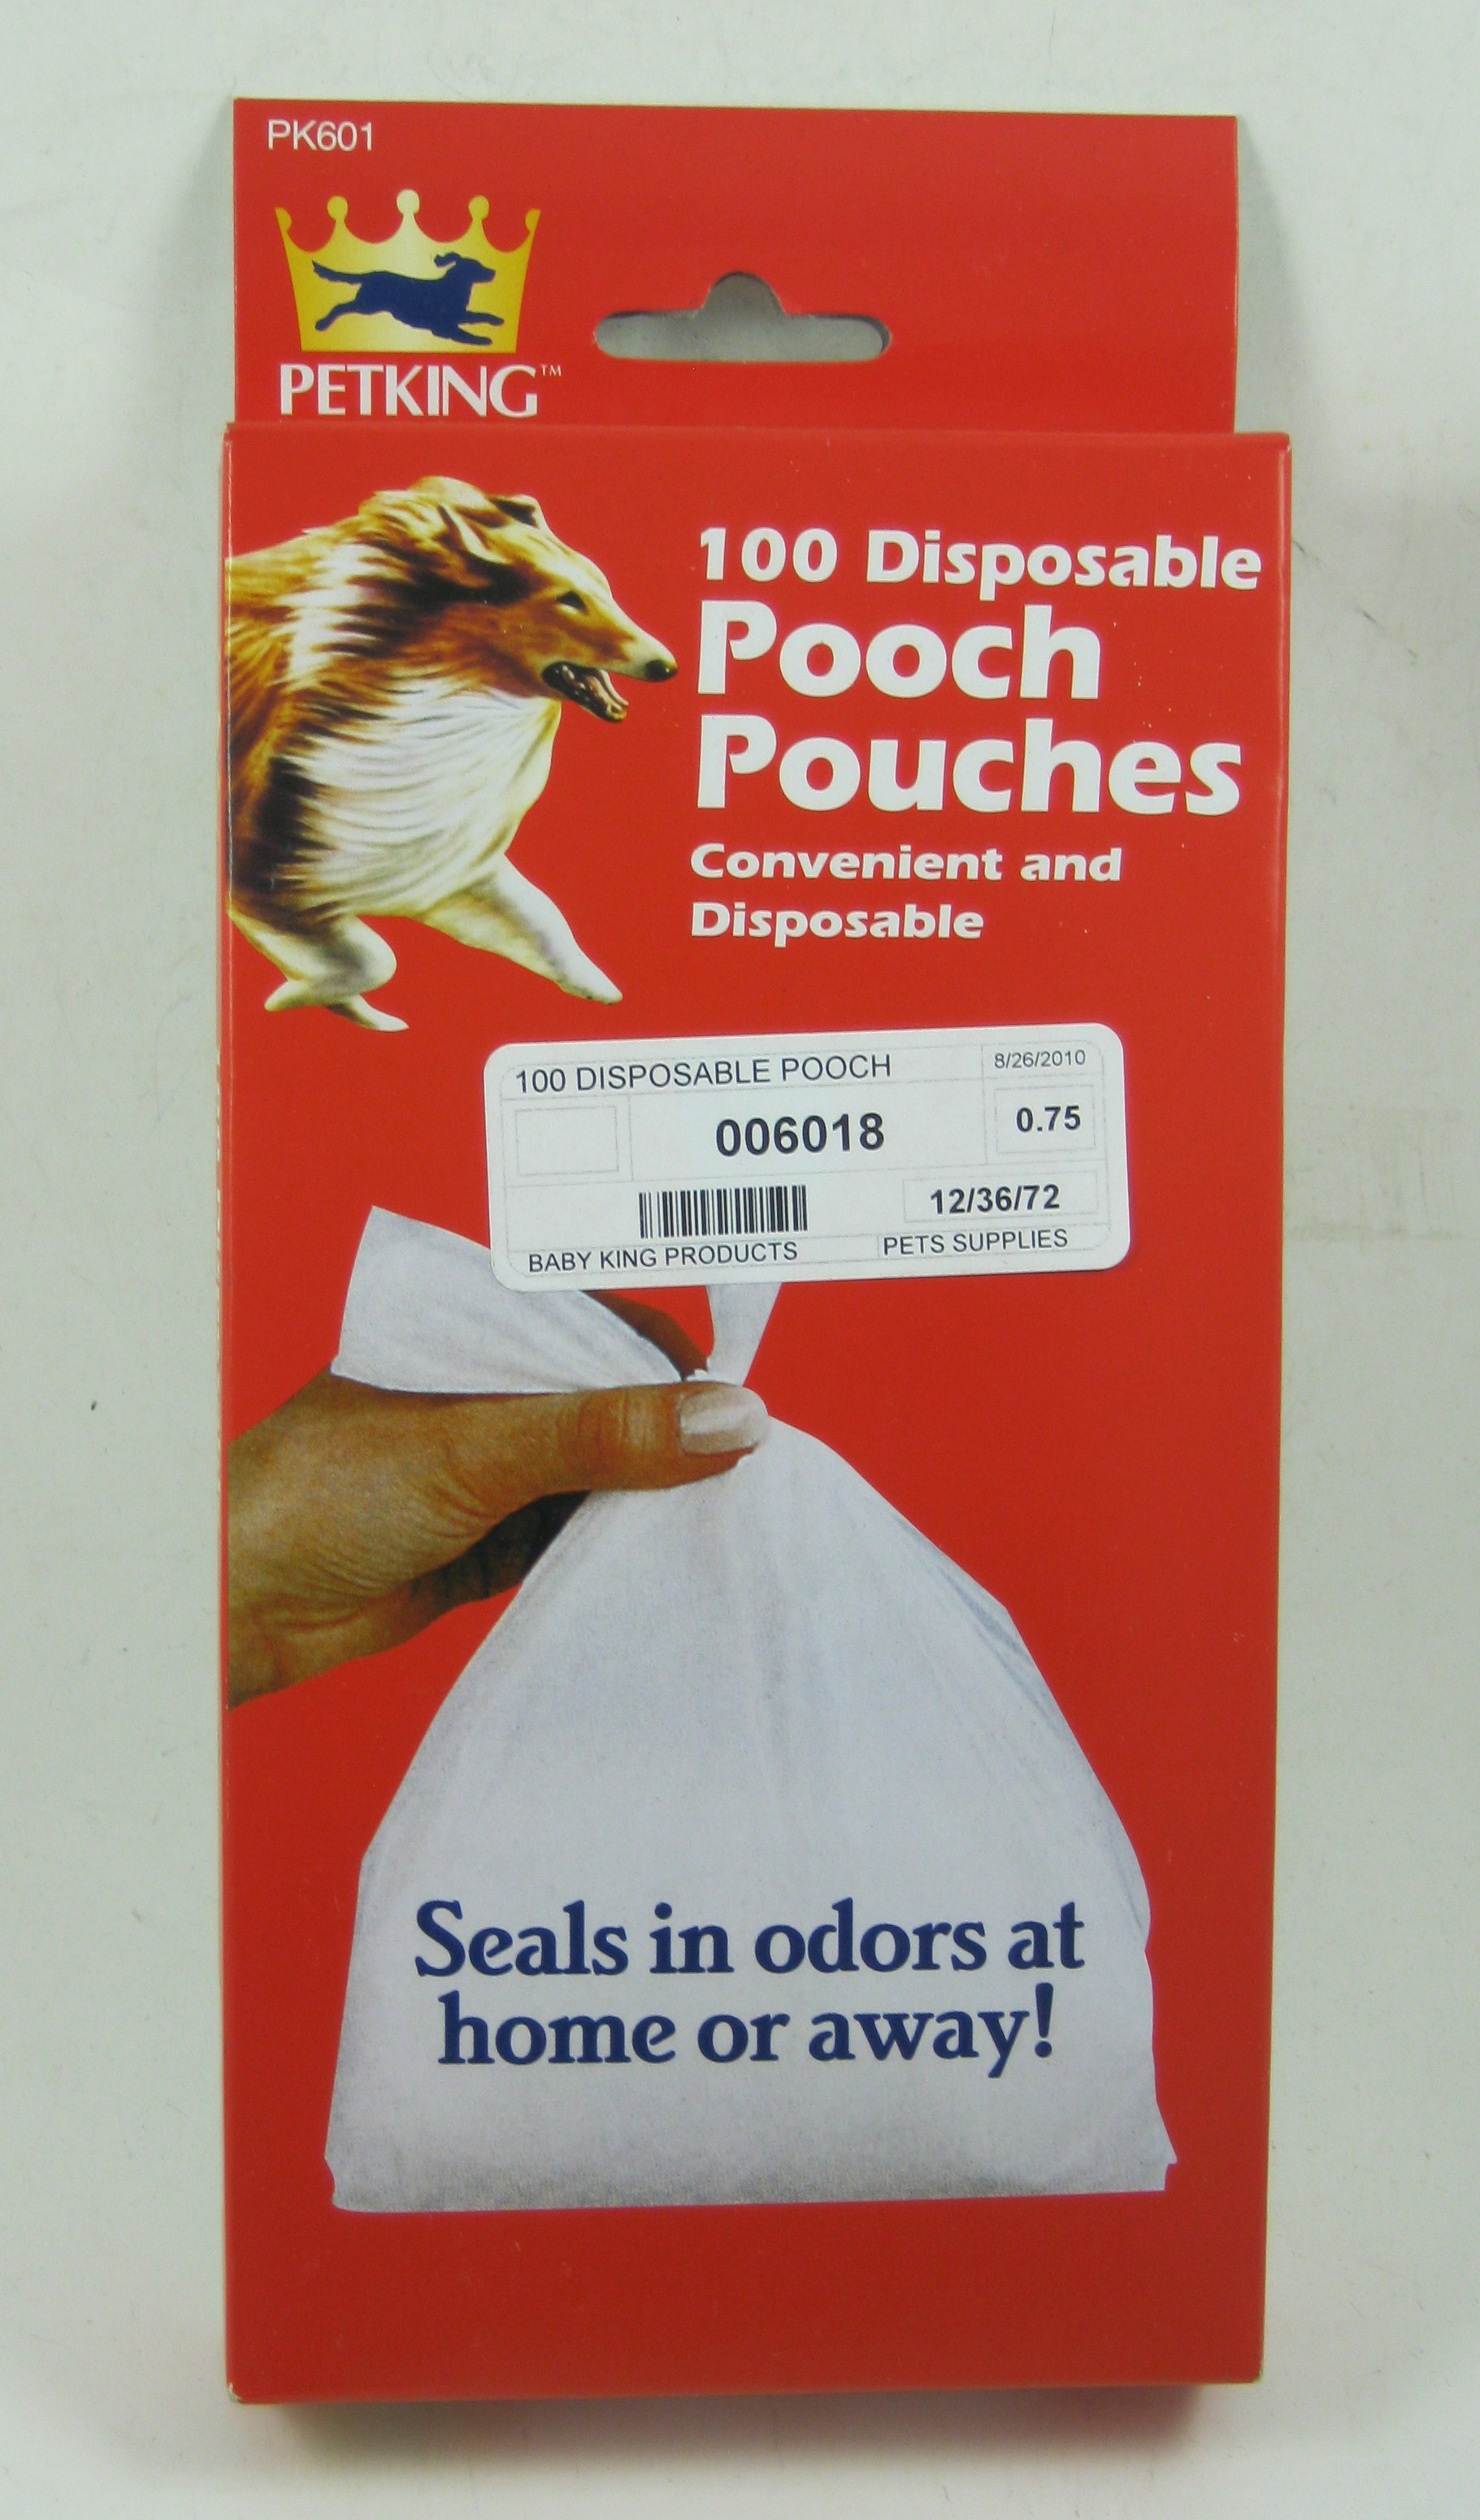 PK601
PETKING™
100 Disposable
Pooch
Pouches
Convenient and
Disposable
100 DISPOSABLE POOCH
8/26/2010
006018
0.75
12/36/72
BABY KING PRODUCTS
PETS SUPPLIES
Seals in odors at
home or away!